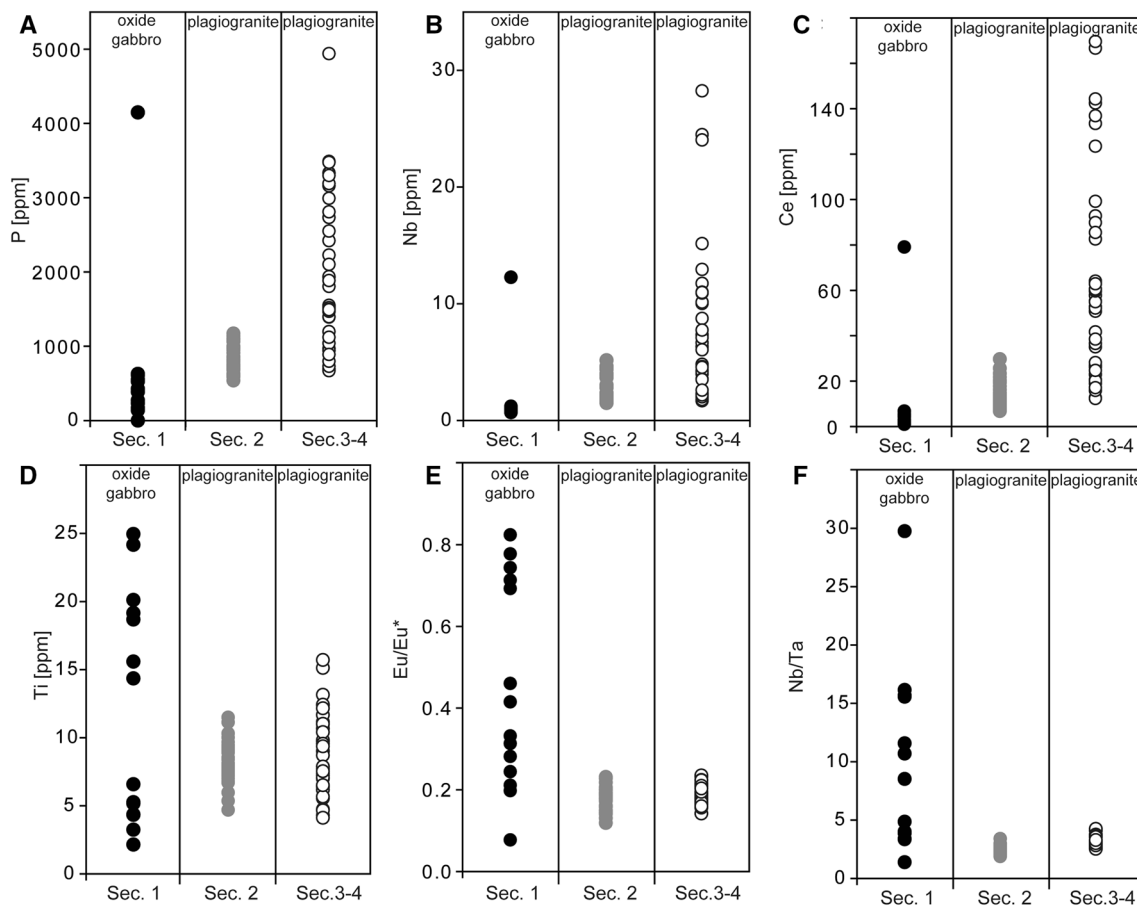 A
oxide
gabbro
plagiogranite
plagiogranite
5000
4000
3000
2000
1000
0
P [ppm]
Sec. 1
Sec. 2
Sec.3-4
B
oxide
gabbro
plagiogranite
plagiogranite
30
20
10
0
Nb [ppm]
Sec. 1
Sec. 2
Sec.3-4
C
oxide
gabbro
plagiogranite
plagiogranite
140
100
60
20
0
Ce [ppm]
Sec. 1
Sec. 2
Sec.3-4
D
oxide
gabbro
plagiogranite
plagiogranite
25
20
15
10
5
0
Ti [ppm]
Sec. 1
Sec. 2
Sec.3-4
E
oxide
gabbro
plagiogranite
plagiogranite
0.8
0.6
0.4
0.2
0.0
Eu/Eu*
Sec. 1
Sec. 2
Sec.3-4
F
oxide
gabbro
plagiogranite
plagiogranite
30
25
20
15
10
5
0
Nb/Ta
Sec. 1
Sec. 2
Sec.3-4